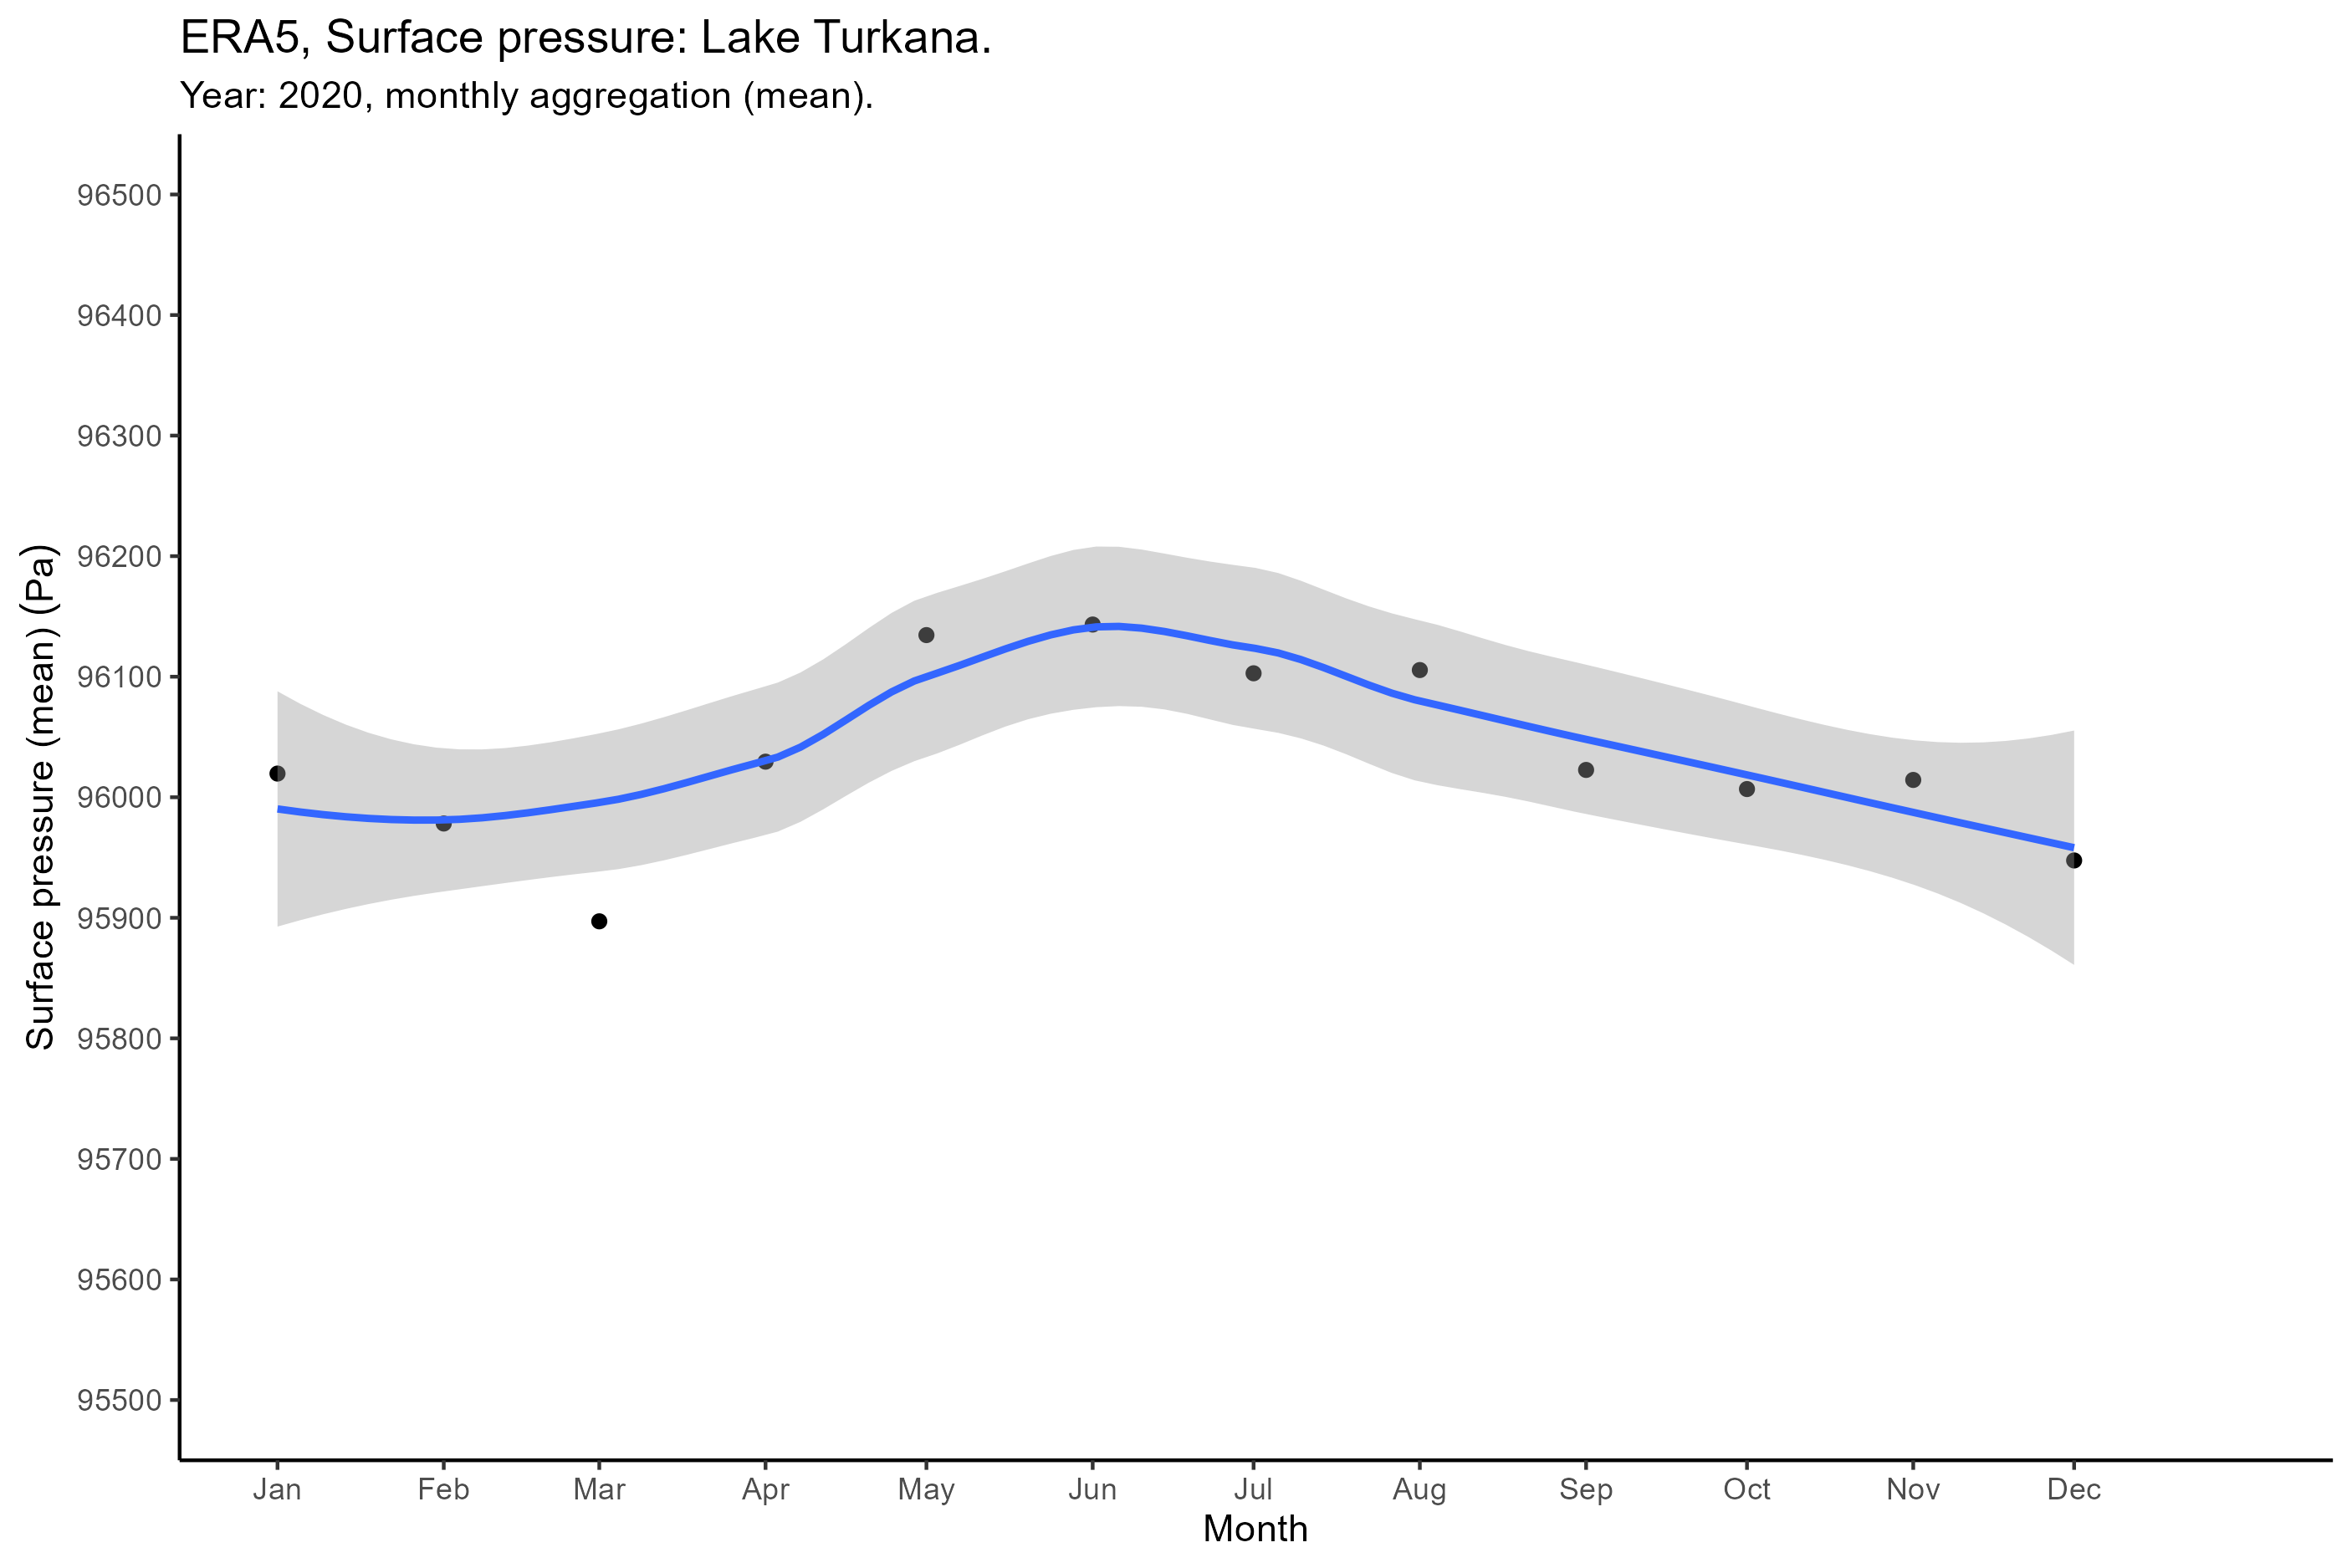 ERA5, Surface pressure: Lake Turkana.
Year: 2020, monthly aggregation (mean).
Surface pressure (mean) (Pa)
96500
96400
96300
96200
96100
96000
95900
95800
95700
95600
95500
Jan Feb Mar Apr May Jun Jul Aug Sep Oct Nov Dec
Month